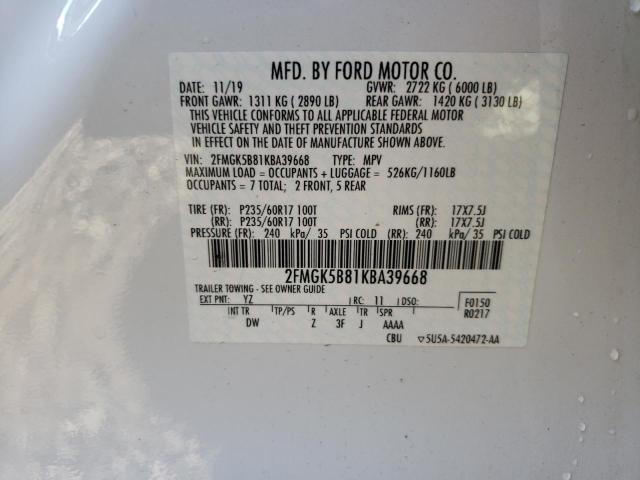 MFD. BY FORD MOTOR CO.
DATE: 11/19 GVWR: 2722 KG ( 6000 LB)
FRONT GAWR: 1311 KG ( 2890 LB) REAR GAWR: 1420 KG ( 3130 LB)
THIS VEHICLE CONFORMS TO ALL APPLICABLE FEDERAL MOTOR
VEHICLE SAFETY AND THEFT PREVENTION STANDARDS
IN EFFECT ON THE DATE OF MANUFACTURE SHOWN ABOVE.
VIN: 2FMGK5B81KBA39668 TYPE: MPV
MAXIMUM LOAD = OCCUPANTS + LUGGAGE = 526KG/1160LB
OCCUPANTS = 7 TOTAL; 2 FRONT, 5 REAR
TIRE (FR): P235/60R17 100T RIMS (FR): 17X7.5J
(RR): P235/60R17 100T (RR): 17X7.5J
PRESSURE (FR): 240 kPa/ 35 PSI COLD (RR): 240 kPa/ 35 PSI COLD
2FMGK5B81KBA39668
TRAILER TOWING - SEE OWNER GUIDE
EXT PNT: YZ RC: 11 DSO: F0150
INT TR TP/PS R AXLE TR SPR R0217
DW Z 3F J AAAA
CBU ▽5U5A-5420472-AA